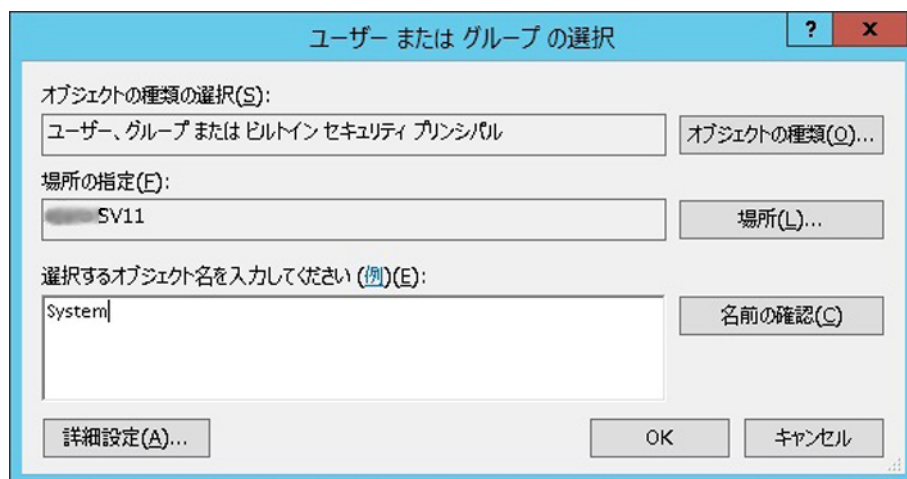 ユーザー または グループ の選択
? x
オブジェクトの種類の選択(S):
ユーザー、グループ または ビルトイン セキュリティ プリンシパル
オブジェクトの種類(O)...
場所の指定(F):
SV11
場所(L)...
選択するオブジェクト名を入力してください (例)(E):
System
名前の確認(C)
詳細設定(A)...
OK
キャンセル